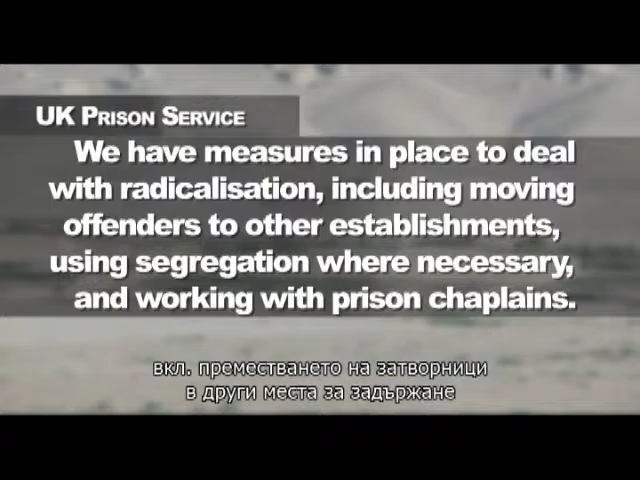 UK PRISON SERVICE
We have measures in place to deal
with radicalisation, including moving
offenders to other establishments,
using segregation where necessary,
and working with prison chaplains.
вкл. преместването на затворници
в други места за задържане